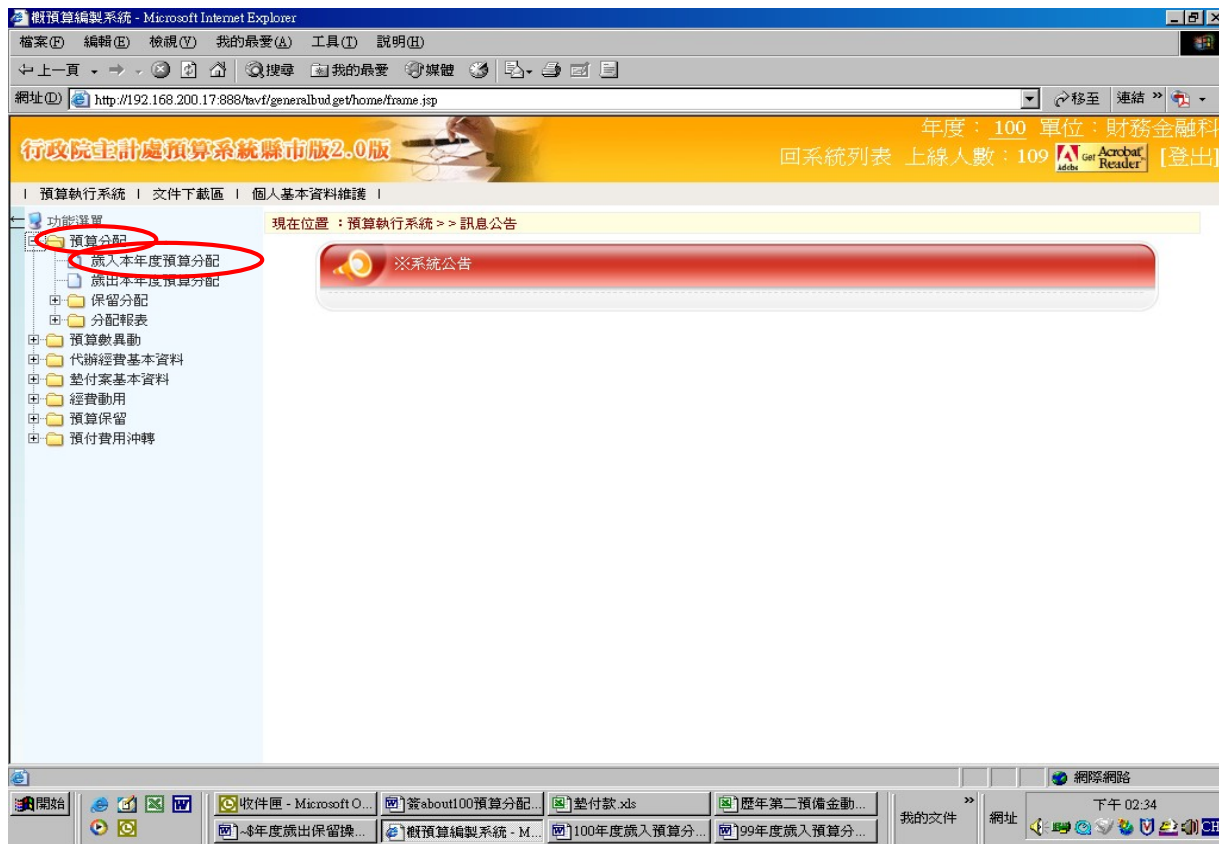 概預算編製系統 - Microsoft Internet Explorer
檔案(F) 編輯(E) 檢視(V) 我的最愛(A) 工具(T) 說明(H)
上一頁 搜尋 我的最愛 媒體
網址(D) http://192.168.200.17:888/tavf/generalbudget/home/frame.jsp 移至 連結 »
行政院主計處預算系統縣市版2.0版
年度：100 單位：財務金融科
回系統列表 上線人數：109 Get Acrobat Reader Adobe [登出]
| 預算執行系統 | 文件下載區 | 個人基本資料維護 |
功能選單
現在位置 ：預算執行系統>>訊息公告
預算分配
歲入本年度預算分配
※系統公告
歲出本年度預算分配
保留分配
分配報表
預算數異動
代辦經費基本資料
墊付案基本資料
經費動用
預算保留
預付費用沖轉
網際網路
開始 收件匣 - Microsoft O... 簽about100預算分配... 墊付款.xls 歷年第二預備金動...
我的文件 » 網址 下午 02:34
~$年度歲出保留操... 概預算編製系統 - M... 100年度歲入預算分... 99年度歲入預算分...
CH